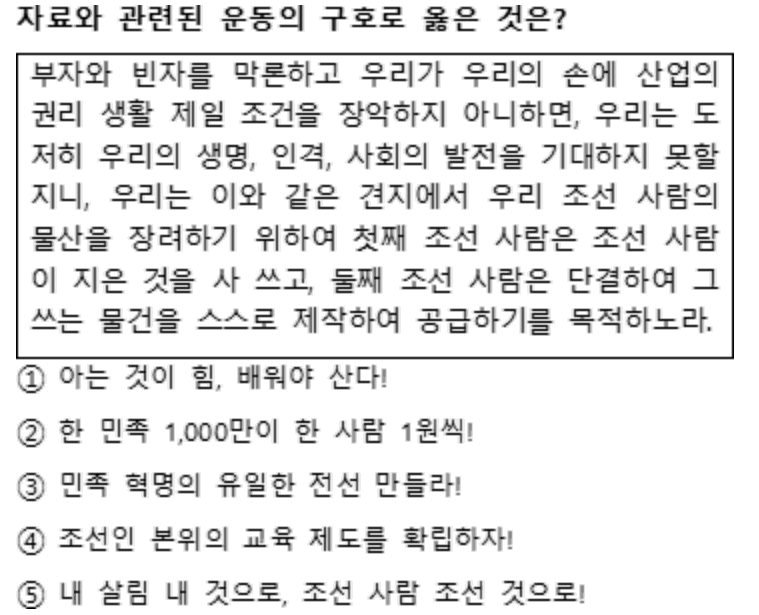 자료와 관련된 운동의 구호로 옳은 것은?
부자와 빈자를 막론하고 우리가 우리의 손에 산업의
권리 생활 제일 조건을 장악하지 아니하면, 우리는 도
저히 우리의 생명, 인격, 사회의 발전을 기대하지 못할
지니, 우리는 이와 같은 견지에서 우리 조선 사람의
물산을 장려하기 위하여 첫째 조선 사람은 조선 사람
이 지은 것을 사 쓰고, 둘째 조선 사람은 단결하여 그
쓰는 물건을 스스로 제작하여 공급하기를 목적하노라.
① 아는 것이 힘, 배워야 산다!
② 한 민족 1,000만이 한 사람 1원씩!
③ 민족 혁명의 유일한 전선 만들라!
④ 조선인 본위의 교육 제도를 확립하자!
⑤ 내 살림 내 것으로, 조선 사람 조선 것으로!